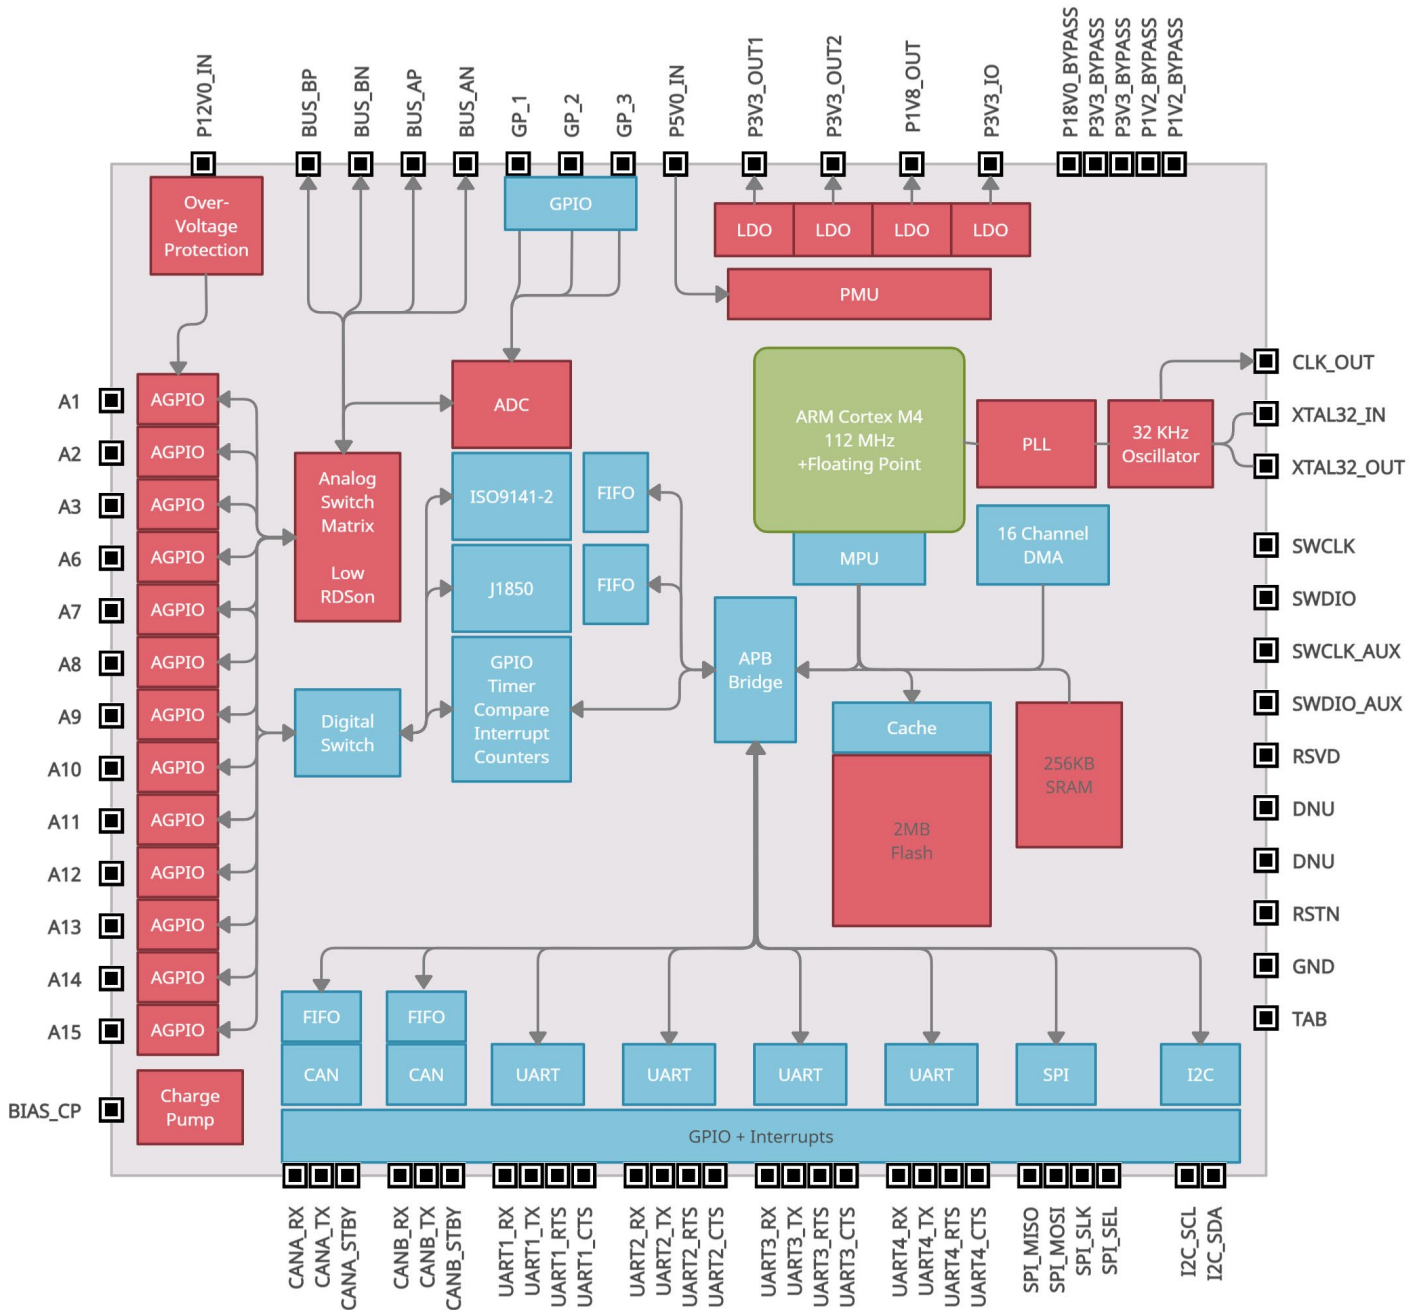 P12V0_IN
BUS_BP
BUS_BN
BUS_AP
BUS_AN
GP_1
GP_2
GP_3
P5V0_IN
P3V3_OUT1
P3V3_OUT2
P1V8_OUT
P3V3_IO
P18V0_BYPASS
P3V3_BYPASS
P3V3_BYPASS
P1V2_BYPASS
P1V2_BYPASS
Over-
Voltage
Protection
GPIO
LDO
LDO
LDO
LDO
PMU
A1
A2
A3
A6
A7
A8
A9
A10
A11
A12
A13
A14
A15
BIAS_CP
AGPIO
AGPIO
AGPIO
AGPIO
AGPIO
AGPIO
AGPIO
AGPIO
AGPIO
AGPIO
AGPIO
AGPIO
AGPIO
Charge
Pump
Analog
Switch
Matrix
Low
RDSon
Digital
Switch
ADC
ISO9141-2
J1850
GPIO
Timer
Compare
Interrupt
Counters
FIFO
FIFO
APB
Bridge
ARM Cortex M4
112 MHz
+Floating Point
MPU
PLL
32 KHz
Oscillator
16 Channel
DMA
Cache
2MB
Flash
256KB
SRAM
CLK_OUT
XTAL32_IN
XTAL32_OUT
SWCLK
SWDIO
SWCLK_AUX
SWDIO_AUX
RSVD
DNU
DNU
RSTN
GND
TAB
FIFO
FIFO
CAN
CAN
UART
UART
UART
UART
SPI
I2C
GPIO + Interrupts
CANA_RX
CANA_TX
CANA_STBY
CANB_RX
CANB_TX
CANB_STBY
UART1_RX
UART1_TX
UART1_RTS
UART1_CTS
UART2_RX
UART2_TX
UART2_RTS
UART2_CTS
UART3_RX
UART3_TX
UART3_RTS
UART3_CTS
UART4_RX
UART4_TX
UART4_RTS
UART4_CTS
SPI_MISO
SPI_MOSI
SPI_SLK
SPI_SEL
I2C_SCL
I2C_SDA